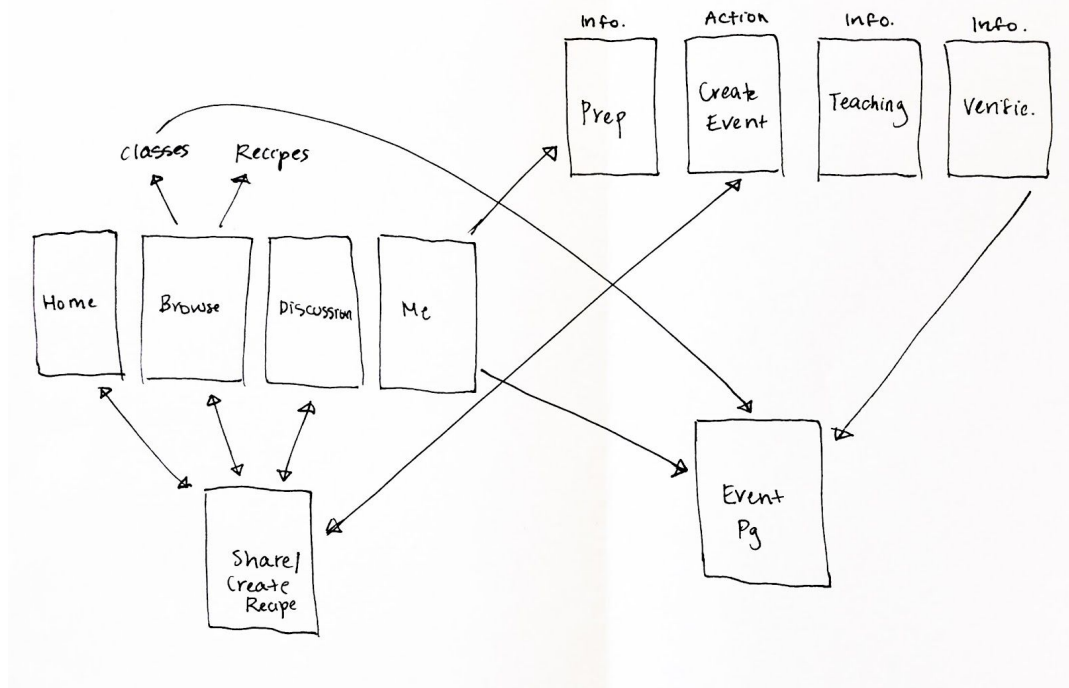 Info.
Action
Info.
Info.
Prep
Create
Event
Teaching
Verific.
classes
Recipes
Home
Browse
Discussion
Me
Event
Pg
Share/
Create
Recipe